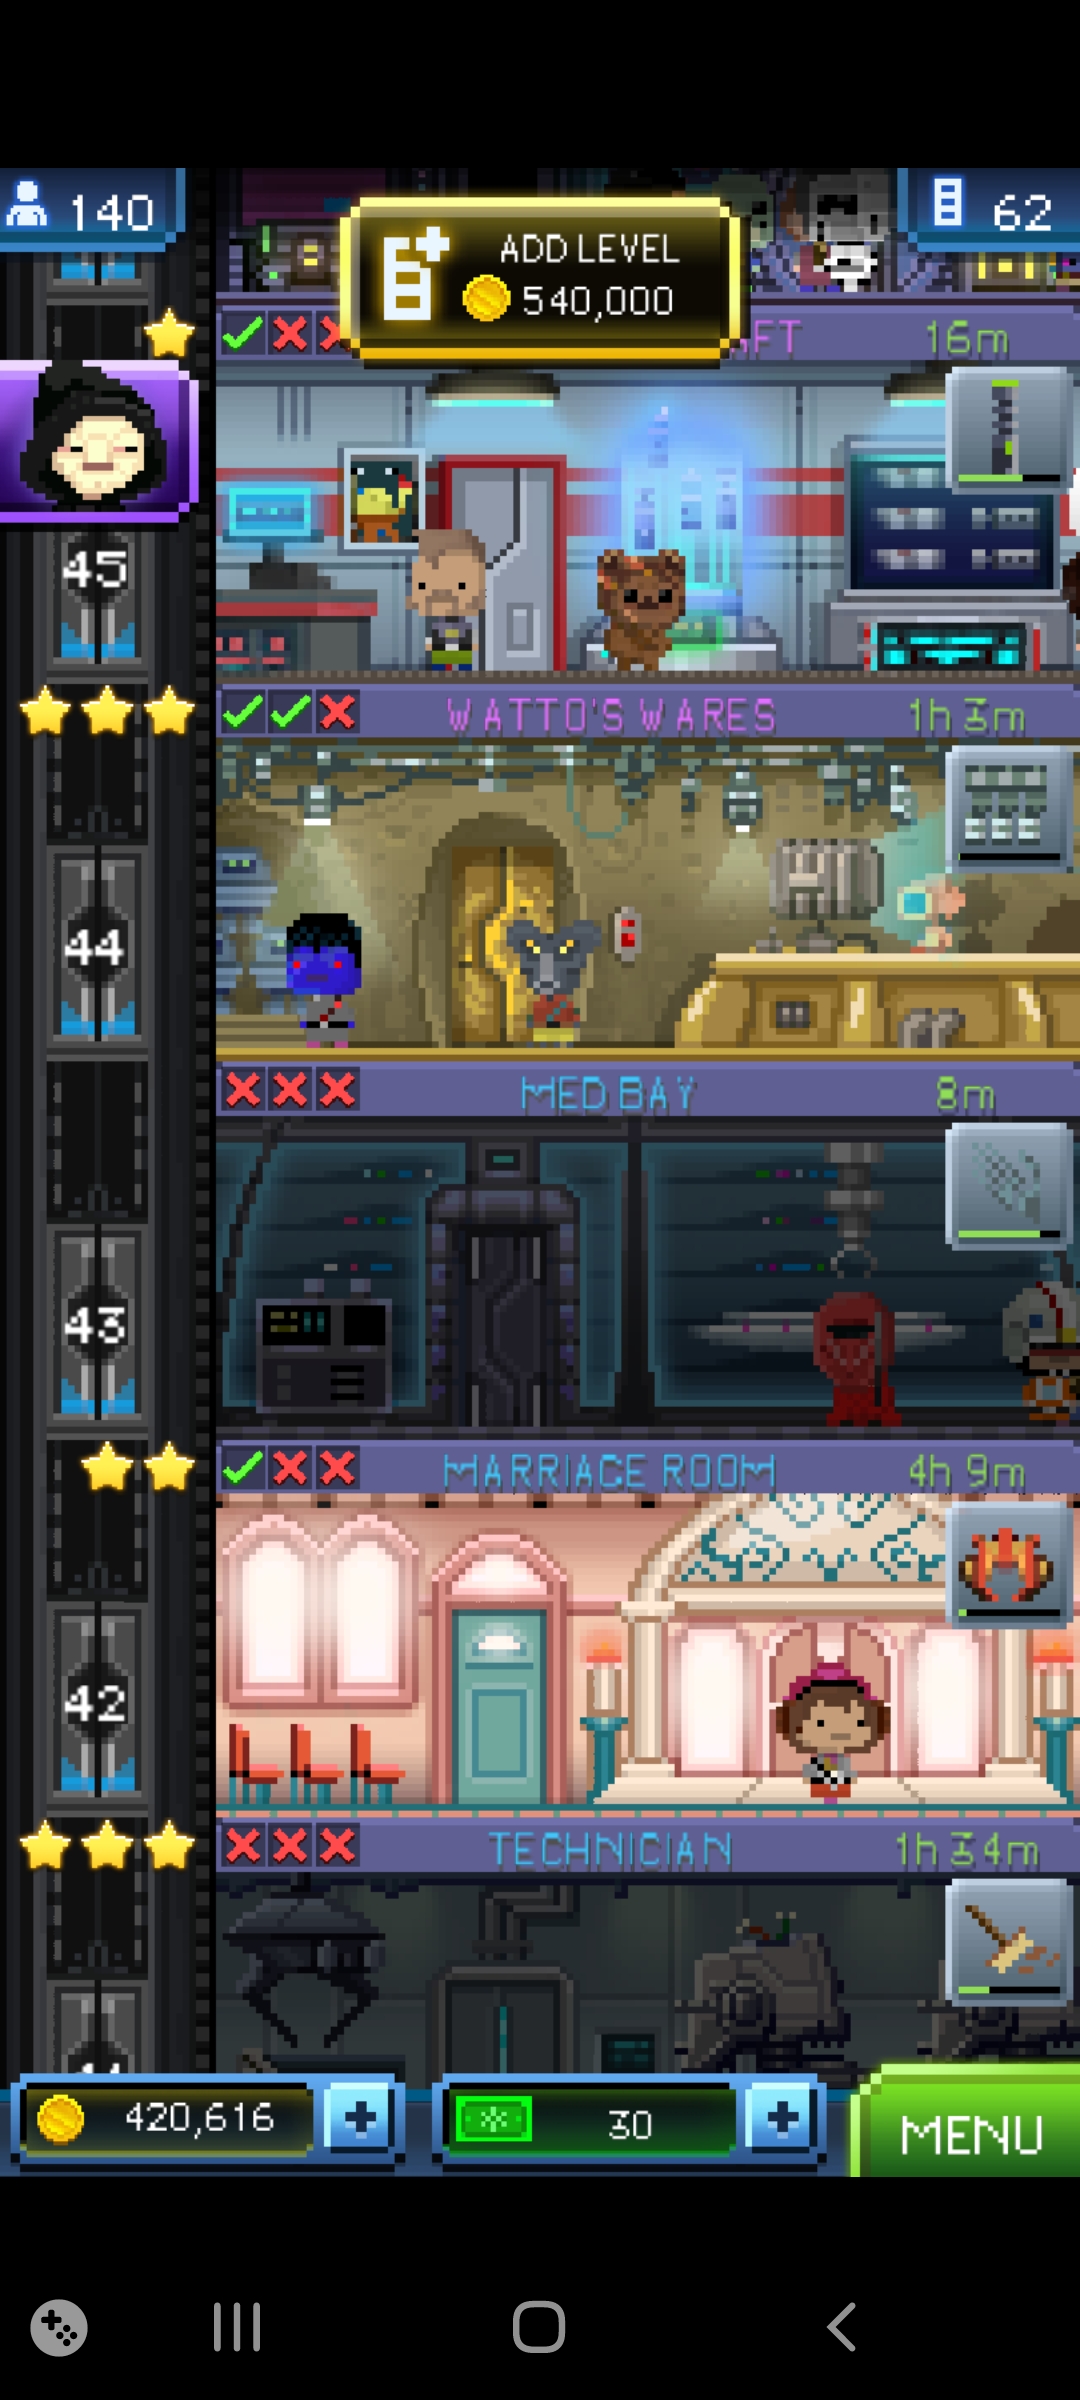 140
ADD LEVEL
540,000
62
FT
16m
45
WATTO'S WARES
1h 3m
44
MED BAY
8m
43
MARRIAGE ROOM
4h 9m
42
TECHNICIAN
1h 34m
420,616
30
MENU